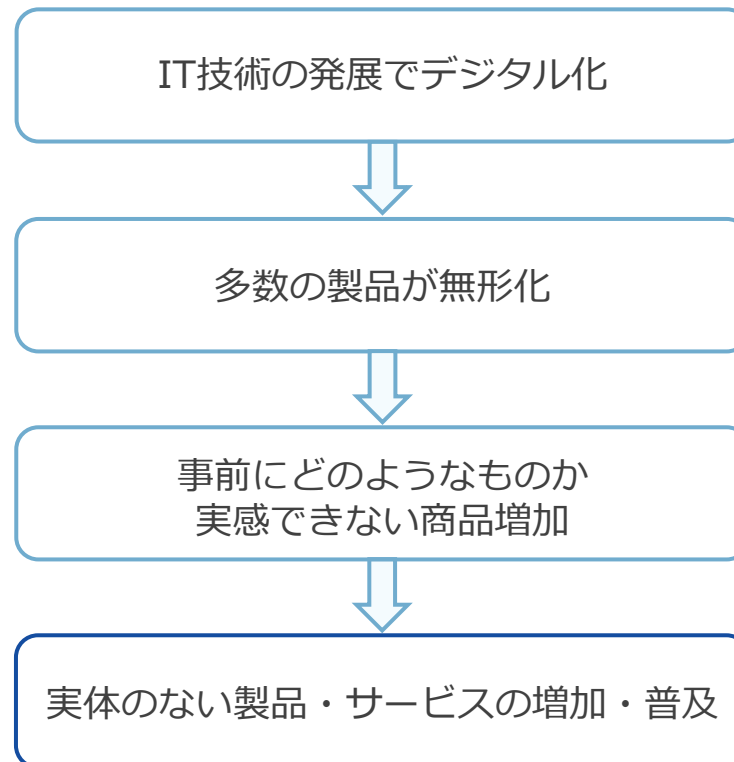 IT技術の発展でデジタル化
多数の製品が無形化
事前にどのようなものか
実感できない商品増加
実体のない製品・サービスの増加・普及